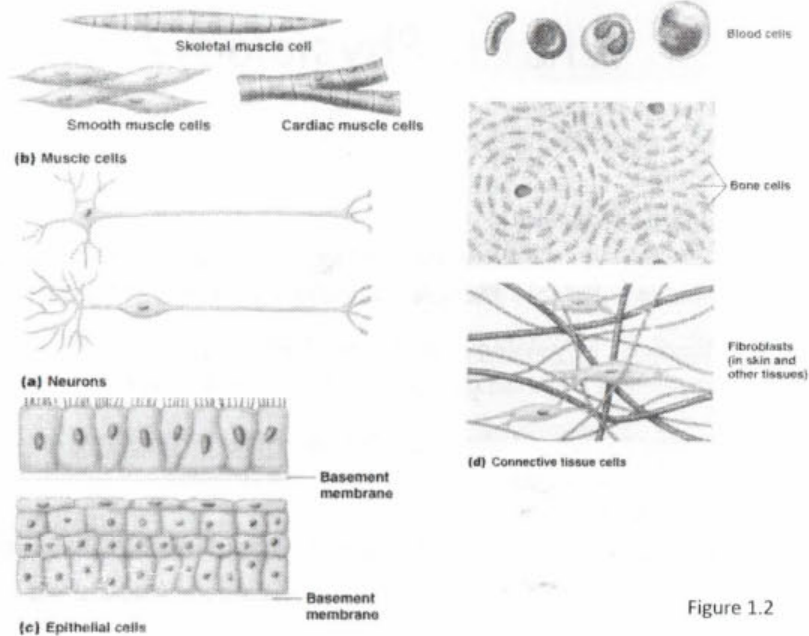 Skeletal muscle cell
Smooth muscle cells
Cardiac muscle cells
(b) Muscle cells
(a) Neurons
Basement
membrane
Basement
membrane
(c) Epithelial cells
Blood cells
Bone cells
Fibroblasts
(in skin and
other tissues)
(d) Connective tissue cells
Figure 1.2